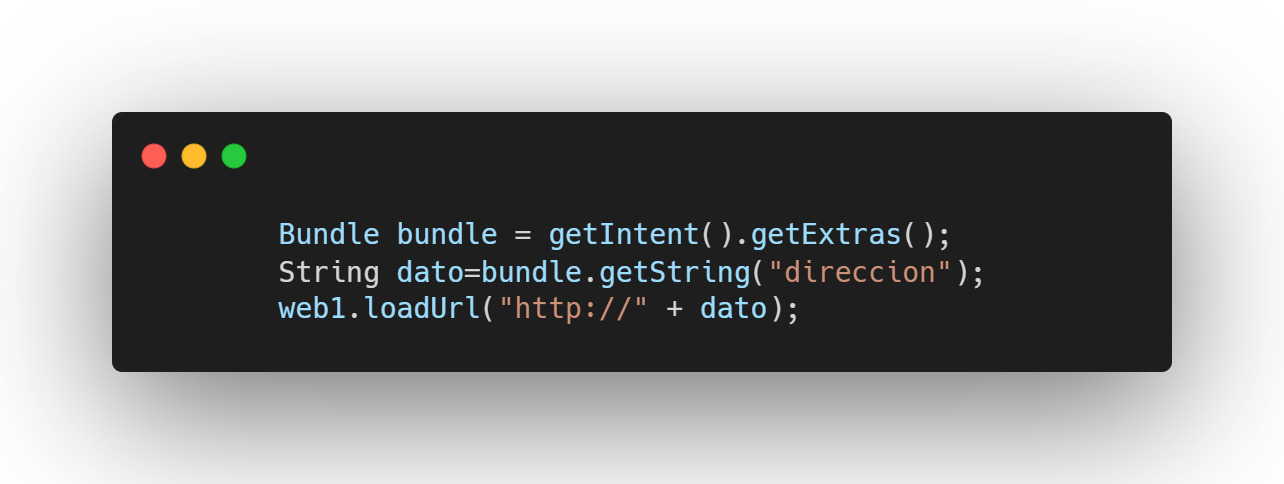 Bundle bundle = getIntent().getExtras();
String dato=bundle.getString("direccion");
web1.loadUrl("http://" + dato);